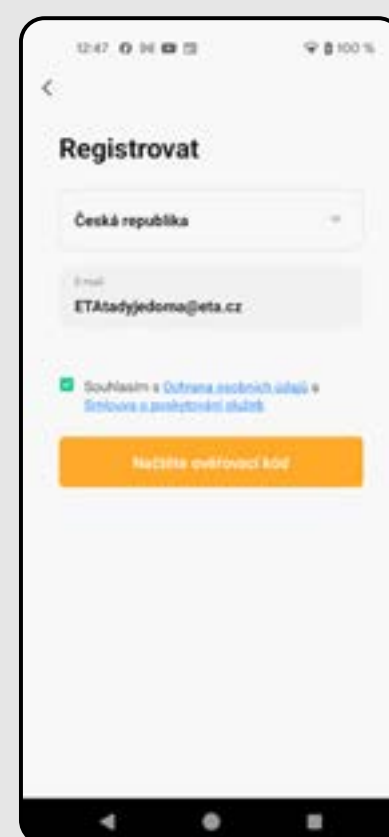 12:47 100 %
Registrovat
Česká republika
E-mail
ETAtadyjedoma@eta.cz
Souhlasím s Ochrana osobních údajů a
Smlouva o poskytování služeb
Načtěte ověřovací kód